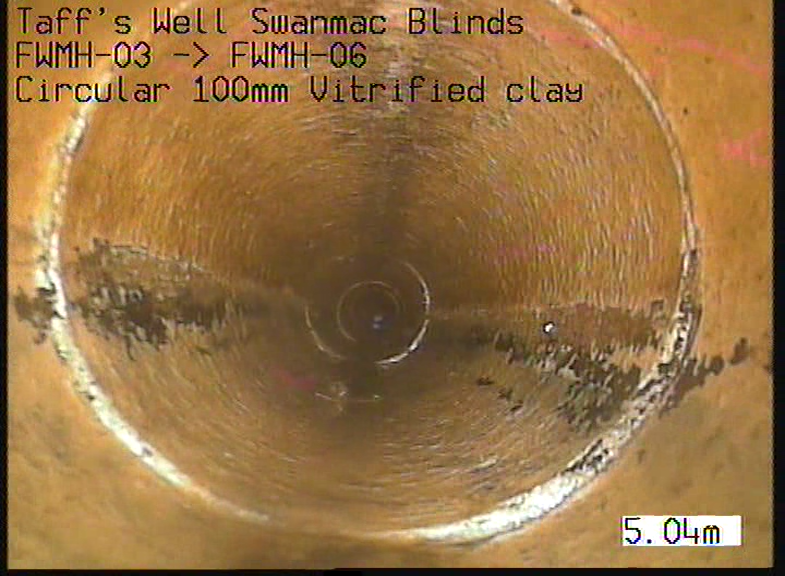 Taff's Well Swanmac Blinds
FWMH-03 -> FWMH-06
Circular 100mm Vitrified clay
5.04m